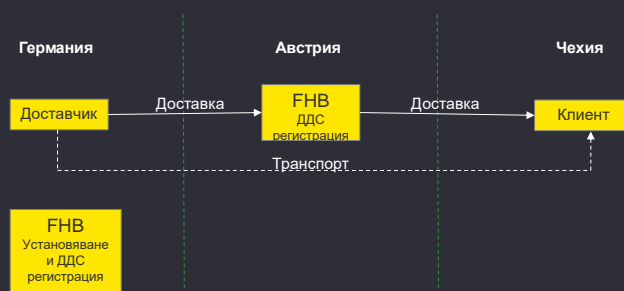 Германия
Австрия
Чехия
Доставчик
Доставка
FHB
ДДС
регистрация
Доставка
Клиент
Транспорт
FHB
Установяване
и ДДС
регистрация